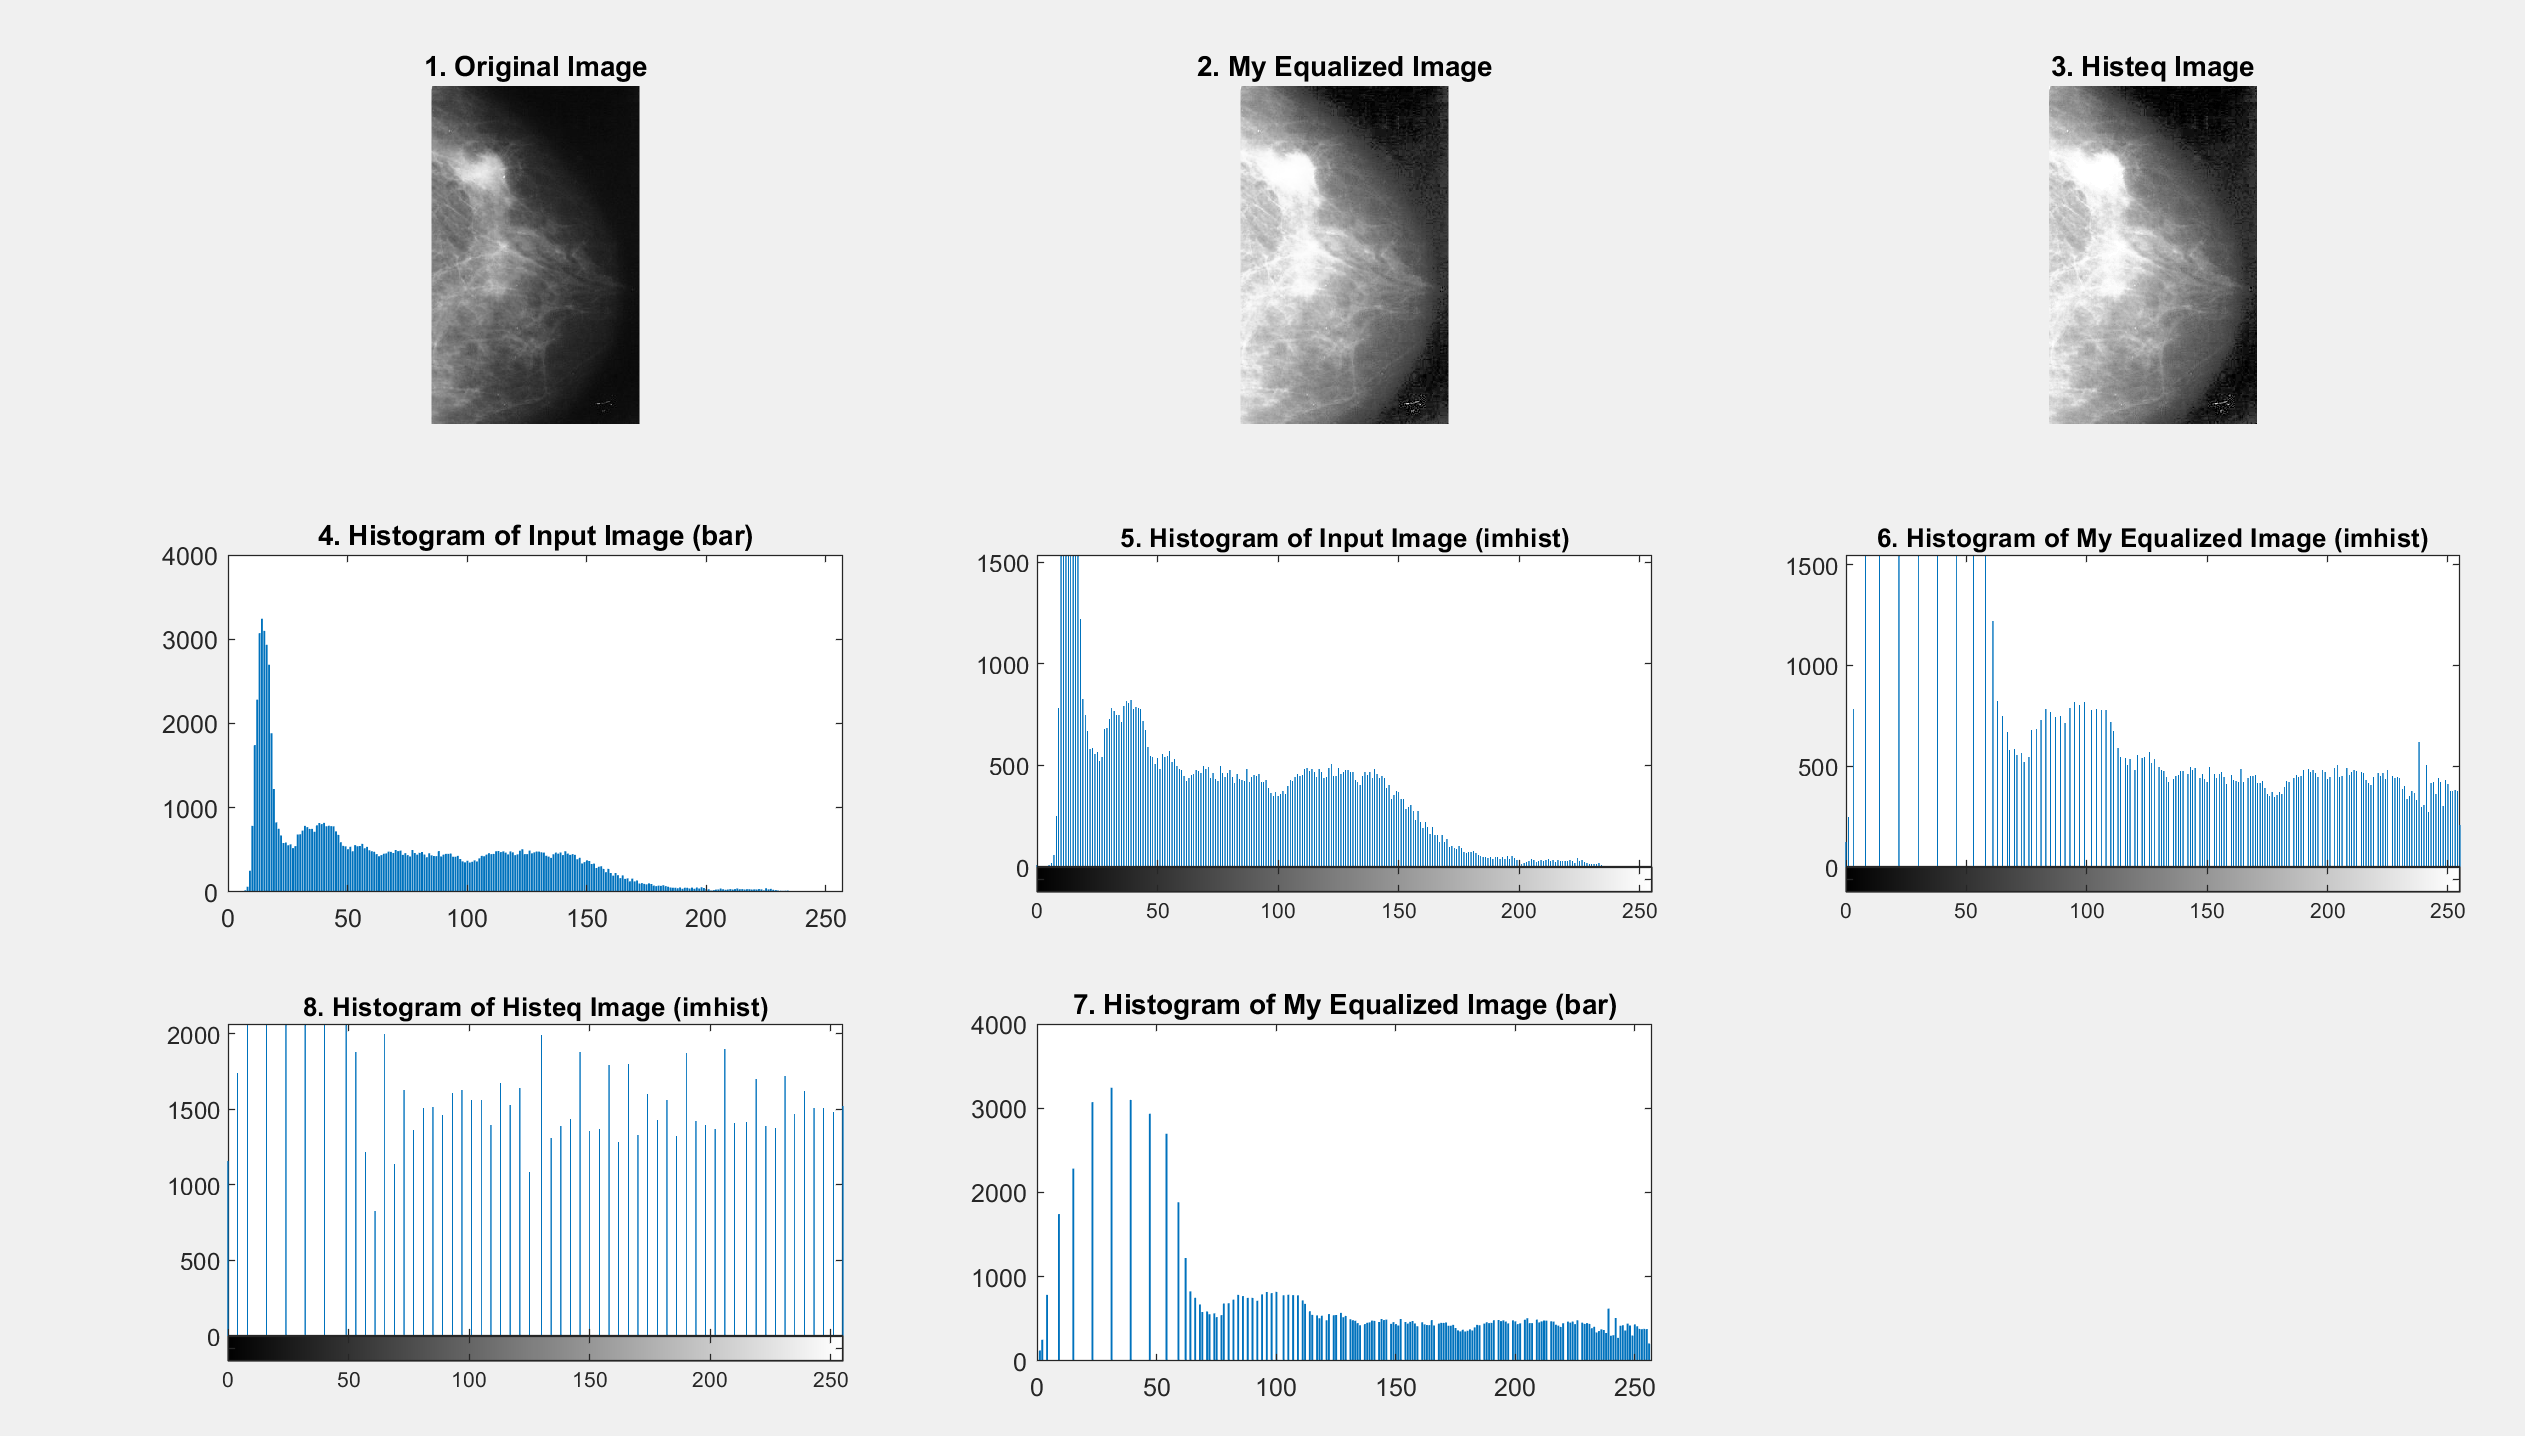 1. Original Image
2. My Equalized Image
3. Histeq Image
4. Histogram of Input Image (bar)
4000
3000
2000
1000
0
0 50 100 150 200 250
5. Histogram of Input Image (imhist)
1500
1000
500
0
0 50 100 150 200 250
6. Histogram of My Equalized Image (imhist)
1500
1000
500
0
0 50 100 150 200 250
8. Histogram of Histeq Image (imhist)
2000
1500
1000
500
0
0 50 100 150 200 250
7. Histogram of My Equalized Image (bar)
4000
3000
2000
1000
0
0 50 100 150 200 250